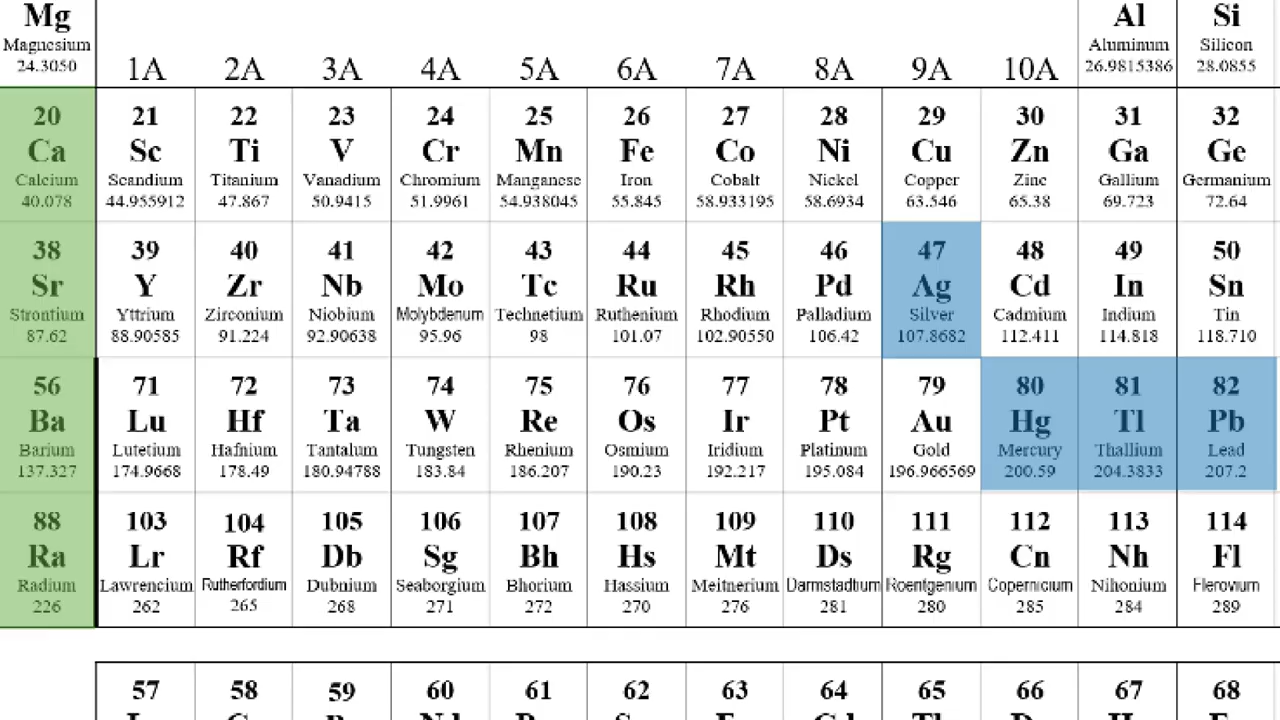 Mg Al Si
Magnesium Aluminum Silicon
24.3050 1A 2A 3A 4A 5A 6A 7A 8A 9A 10A 26.9815386 28.0855
20 21 22 23 24 25 26 27 28 29 30 31 32
Ca Sc Ti V Cr Mn Fe Co Ni Cu Zn Ga Ge
Calcium Scandium Titanium Vanadium Chromium Manganese Iron Cobalt Nickel Copper Zinc Gallium Germanium
40.078 44.955912 47.867 50.9415 51.9961 54.938045 55.845 58.933195 58.6934 63.546 65.38 69.723 72.64
38 39 40 41 42 43 44 45 46 47 48 49 50
Sr Y Zr Nb Mo Tc Ru Rh Pd Ag Cd In Sn
Strontium Yttrium Zirconium Niobium Molybdenum Technetium Ruthenium Rhodium Palladium Silver Cadmium Indium Tin
87.62 88.90585 91.224 92.90638 95.96 98 101.07 102.90550 106.42 107.8682 112.411 114.818 118.710
56 71 72 73 74 75 76 77 78 79 80 81 82
Ba Lu Hf Ta W Re Os Ir Pt Au Hg Tl Pb
Barium Lutetium Hafnium Tantalum Tungsten Rhenium Osmium Iridium Platinum Gold Mercury Thallium Lead
137.327 174.9668 178.49 180.94788 183.84 186.207 190.23 192.217 195.084 196.966569 200.59 204.3833 207.2
88 103 104 105 106 107 108 109 110 111 112 113 114
Ra Lr Rf Db Sg Bh Hs Mt Ds Rg Cn Nh Fl
Radium Lawrencium Rutherfordium Dubnium Seaborgium Bhorium Hassium Meitnerium Darmstadtium Roentgenium Copernicium Nihonium Flerovium
226 262 265 268 271 272 270 276 281 280 285 284 289
57 58 59 60 61 62 63 64 65 66 67 68